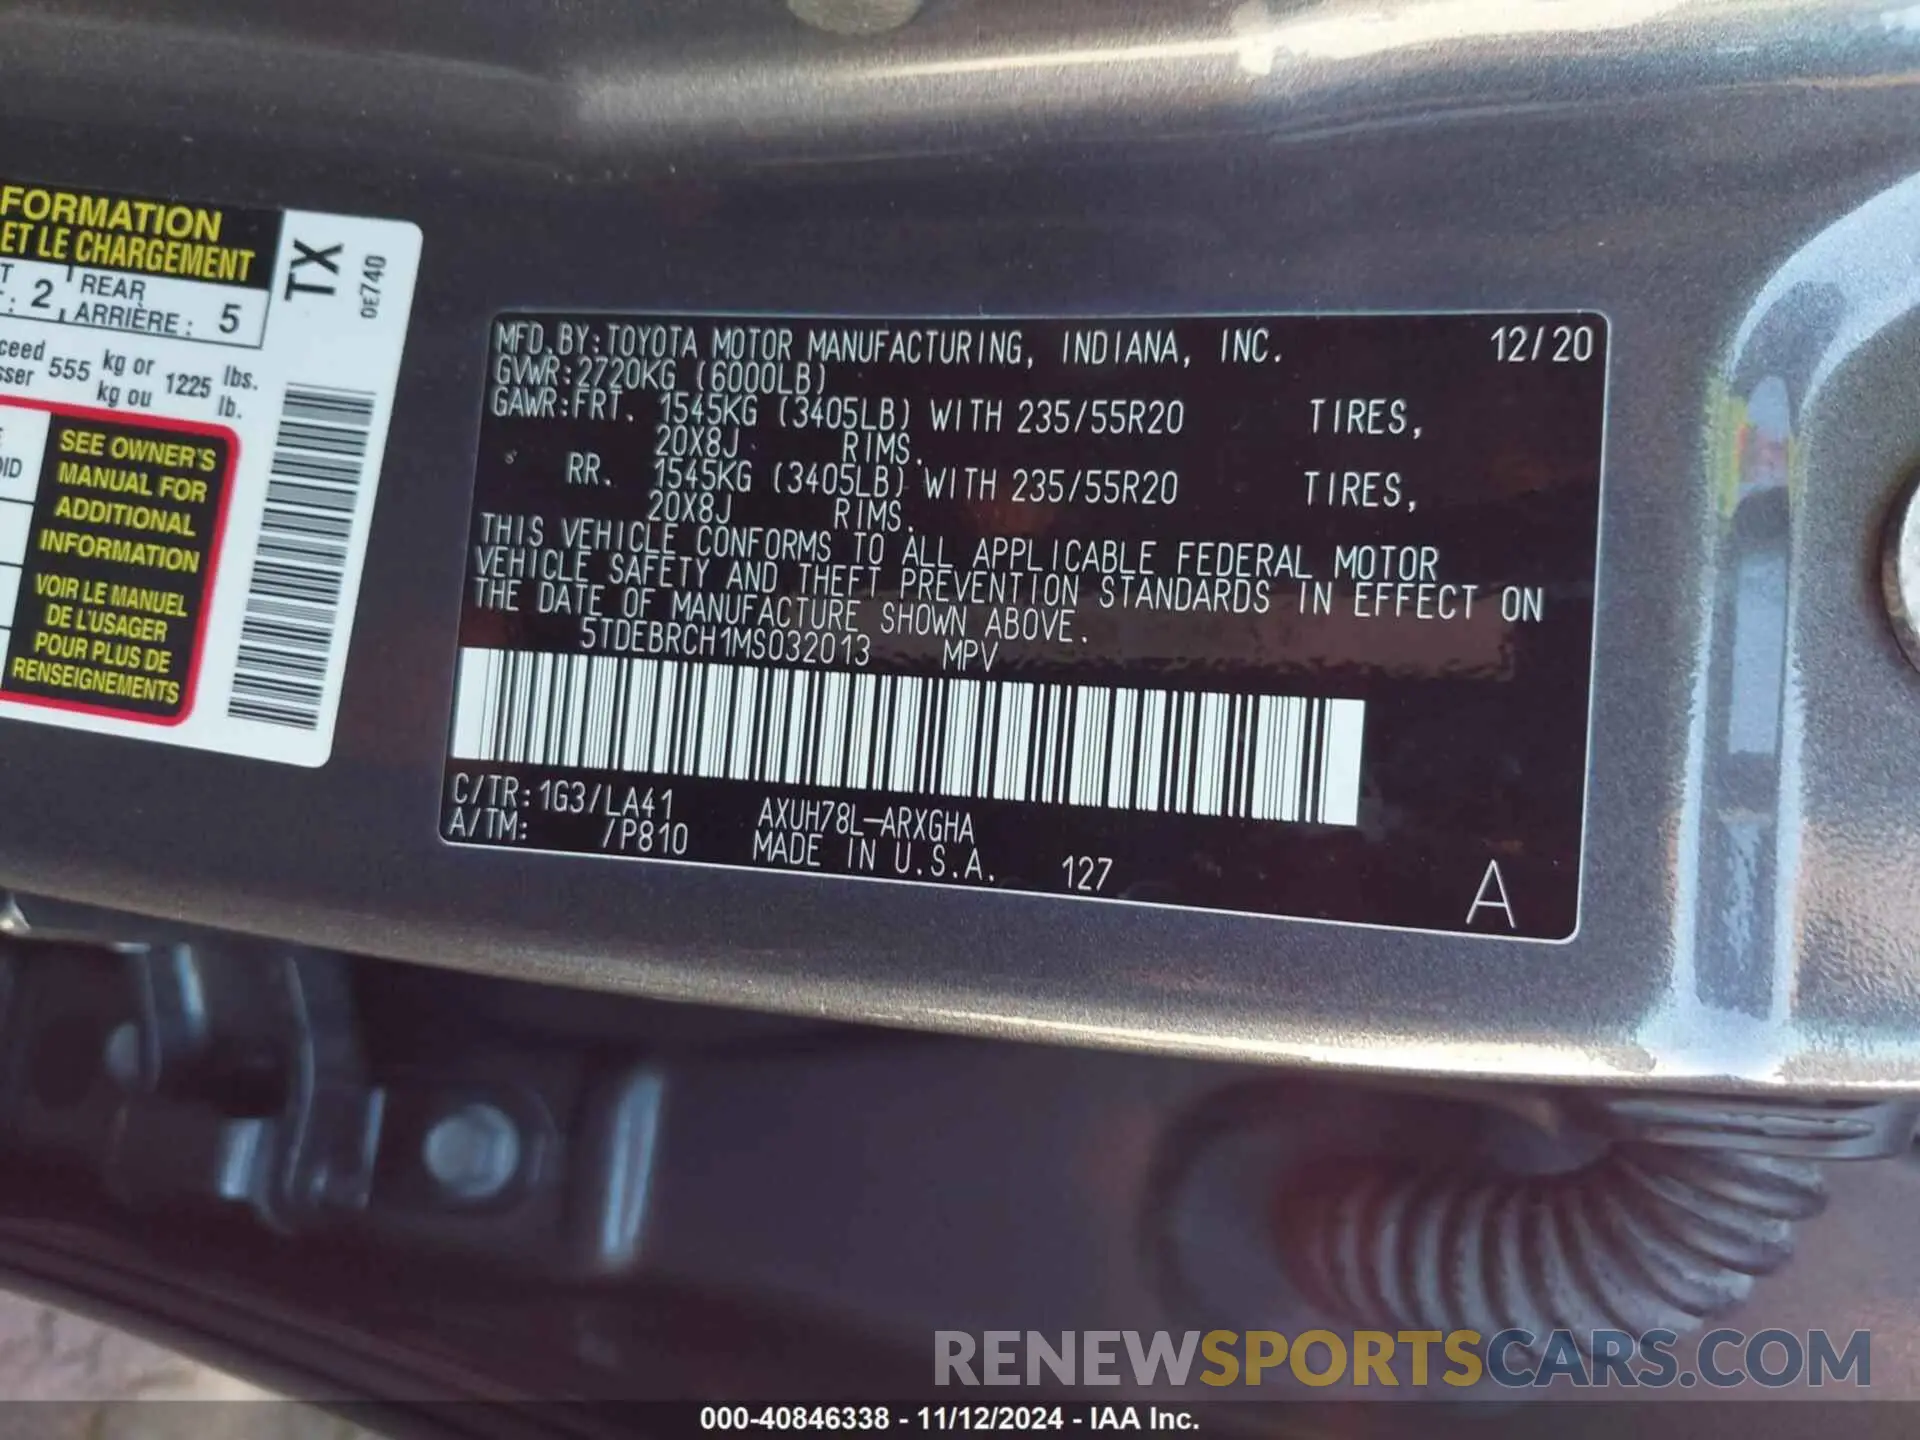 FORMATION
ET LE CHARGEMENT
TX
0E740
2 REAR
ARRIÈRE : 5
555 kg or 1225 lbs.
kg ou lb.
SEE OWNER'S
MANUAL FOR
ADDITIONAL
INFORMATION
VOIR LE MANUEL
DE L'USAGER
POUR PLUS DE
RENSEIGNEMENTS
MFD. BY: TOYOTA MOTOR MANUFACTURING, INDIANA, INC. 12/20
GVWR: 2720KG (6000LB)
GAWR: FRT. 1545KG (3405LB) WITH 235/55R20 TIRES,
20X8J RIMS.
RR. 1545KG (3405LB) WITH 235/55R20 TIRES,
20X8J RIMS.
THIS VEHICLE CONFORMS TO ALL APPLICABLE FEDERAL MOTOR
VEHICLE SAFETY AND THEFT PREVENTION STANDARDS IN EFFECT ON
THE DATE OF MANUFACTURE SHOWN ABOVE.
5TDEBRCH1MS032013 MPV
C/TR: 1G3/LA41 AXUH78L-ARXGHA
A/TM: /P810 MADE IN U.S.A. 127
A
RENEWSPORTSCARS.COM
000-40846338 - 11/12/2024 - IAA Inc.